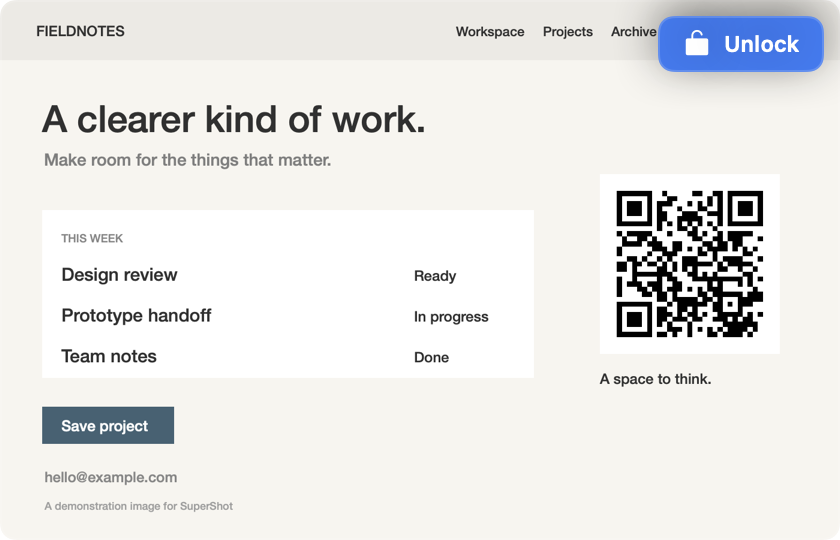 FIELDNOTES
Workspace Projects Archive
Unlock
A clearer kind of work.
Make room for the things that matter.
THIS WEEK
Design review Ready
Prototype handoff In progress
Team notes Done
A space to think.
Save project
hello@example.com
A demonstration image for SuperShot